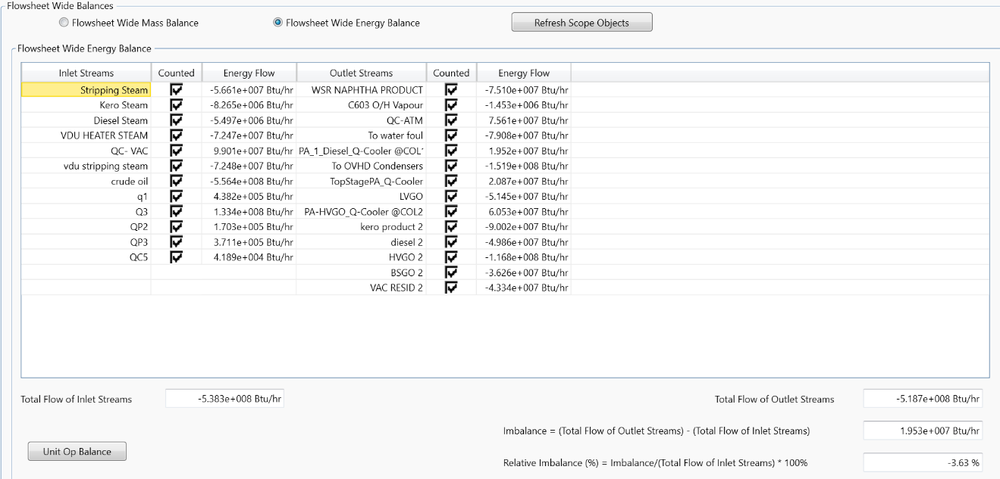 Flowsheet Wide Balances
Flowsheet Wide Mass Balance Flowsheet Wide Energy Balance Refresh Scope Objects
Flowsheet Wide Energy Balance
Inlet Streams Counted Energy Flow Outlet Streams Counted Energy Flow
Stripping Steam -5.661e+007 Btu/hr WSR NAPHTHA PRODUCT -7.510e+007 Btu/hr
Kero Steam -8.265e+006 Btu/hr C603 O/H Vapour -1.453e+006 Btu/hr
Diesel Steam -5.497e+006 Btu/hr QC-ATM 7.561e+007 Btu/hr
VDU HEATER STEAM -7.247e+007 Btu/hr To water foul -7.908e+007 Btu/hr
QC- VAC 9.901e+007 Btu/hr PA_1_Diesel_Q-Cooler @COL1 1.952e+007 Btu/hr
vdu stripping steam -7.248e+007 Btu/hr To OVHD Condensers -1.519e+008 Btu/hr
crude oil -5.564e+008 Btu/hr TopStagePA_Q-Cooler 2.087e+007 Btu/hr
q1 4.382e+005 Btu/hr LVGO -5.145e+007 Btu/hr
Q3 1.334e+008 Btu/hr PA-HVGO_Q-Cooler @COL2 6.053e+007 Btu/hr
QP2 1.703e+005 Btu/hr kero product 2 -9.002e+007 Btu/hr
QP3 3.711e+005 Btu/hr diesel 2 -4.986e+007 Btu/hr
QC5 4.189e+004 Btu/hr HVGO 2 -1.168e+008 Btu/hr
BSGO 2 -3.626e+007 Btu/hr
VAC RESID 2 -4.334e+007 Btu/hr
Total Flow of Inlet Streams -5.383e+008 Btu/hr Total Flow of Outlet Streams -5.187e+008 Btu/hr
Imbalance = (Total Flow of Outlet Streams) - (Total Flow of Inlet Streams) 1.953e+007 Btu/hr
Unit Op Balance
Relative Imbalance (%) = Imbalance/(Total Flow of Inlet Streams) * 100% -3.63 %